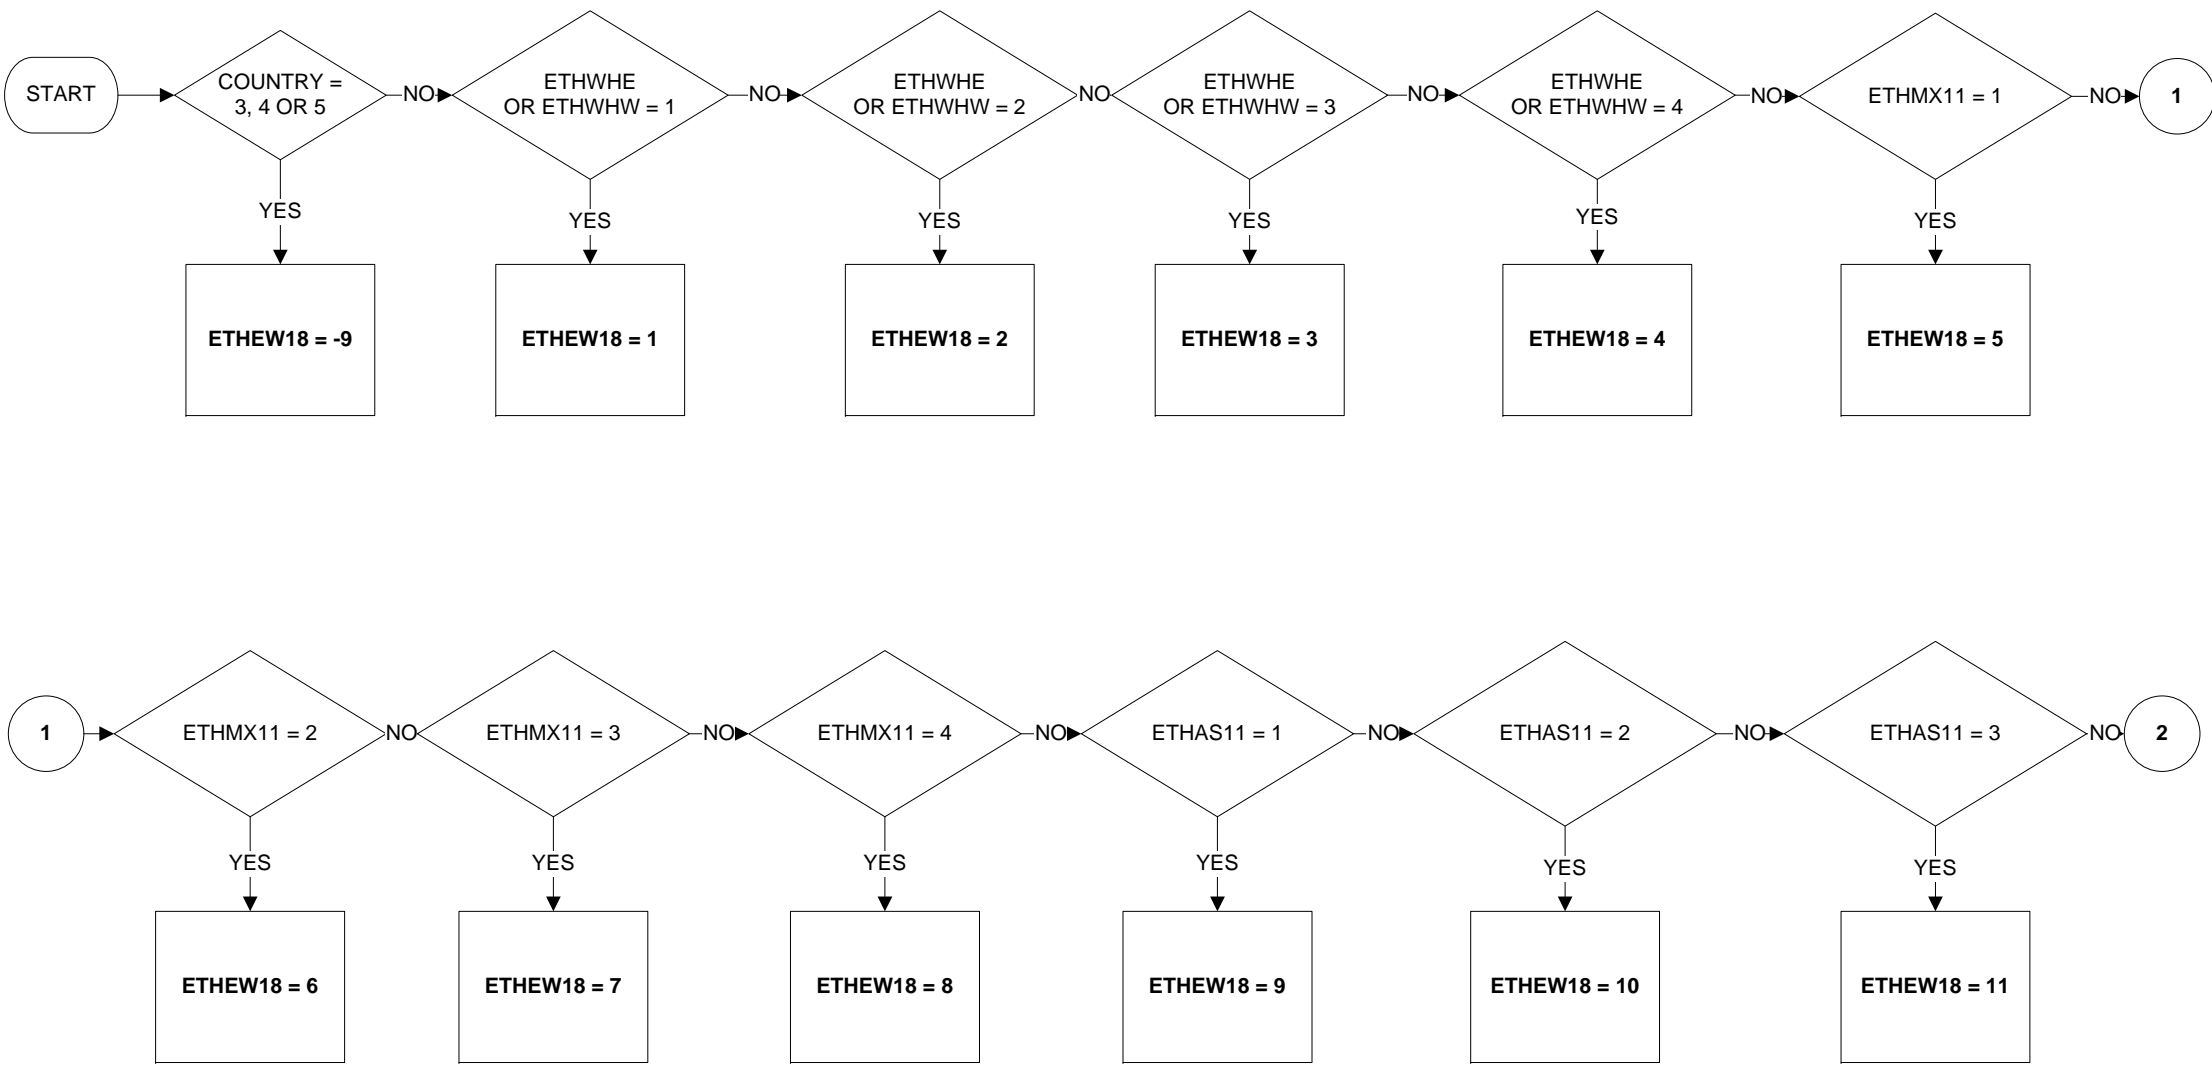 START
COUNTRY =
3, 4 OR 5
NO
ETHWHE
OR ETHWHW = 1
NO
ETHWHE
OR ETHWHW = 2
NO
ETHWHE
OR ETHWHW = 3
NO
ETHWHE
OR ETHWHW = 4
NO
ETHMX11 = 1
NO
1
YES
YES
YES
YES
YES
YES
ETHEW18 = -9
ETHEW18 = 1
ETHEW18 = 2
ETHEW18 = 3
ETHEW18 = 4
ETHEW18 = 5
1
ETHMX11 = 2
NO
ETHMX11 = 3
NO
ETHMX11 = 4
NO
ETHAS11 = 1
NO
ETHAS11 = 2
NO
ETHAS11 = 3
NO
2
YES
YES
YES
YES
YES
YES
ETHEW18 = 6
ETHEW18 = 7
ETHEW18 = 8
ETHEW18 = 9
ETHEW18 = 10
ETHEW18 = 11